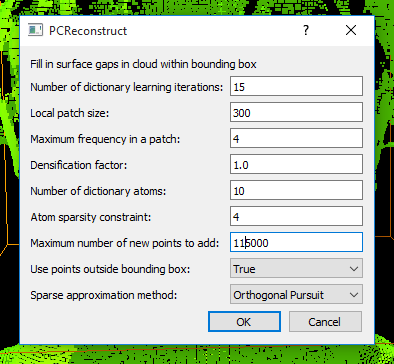 PCReconstruct
Fill in surface gaps in cloud within bounding box
Number of dictionary learning iterations: 15
Local patch size: 300
Maximum frequency in a patch: 4
Densification factor: 1.0
Number of dictionary atoms: 10
Atom sparsity constraint: 4
Maximum number of new points to add: 115000
Use points outside bounding box: True
Sparse approximation method: Orthogonal Pursuit
OK Cancel